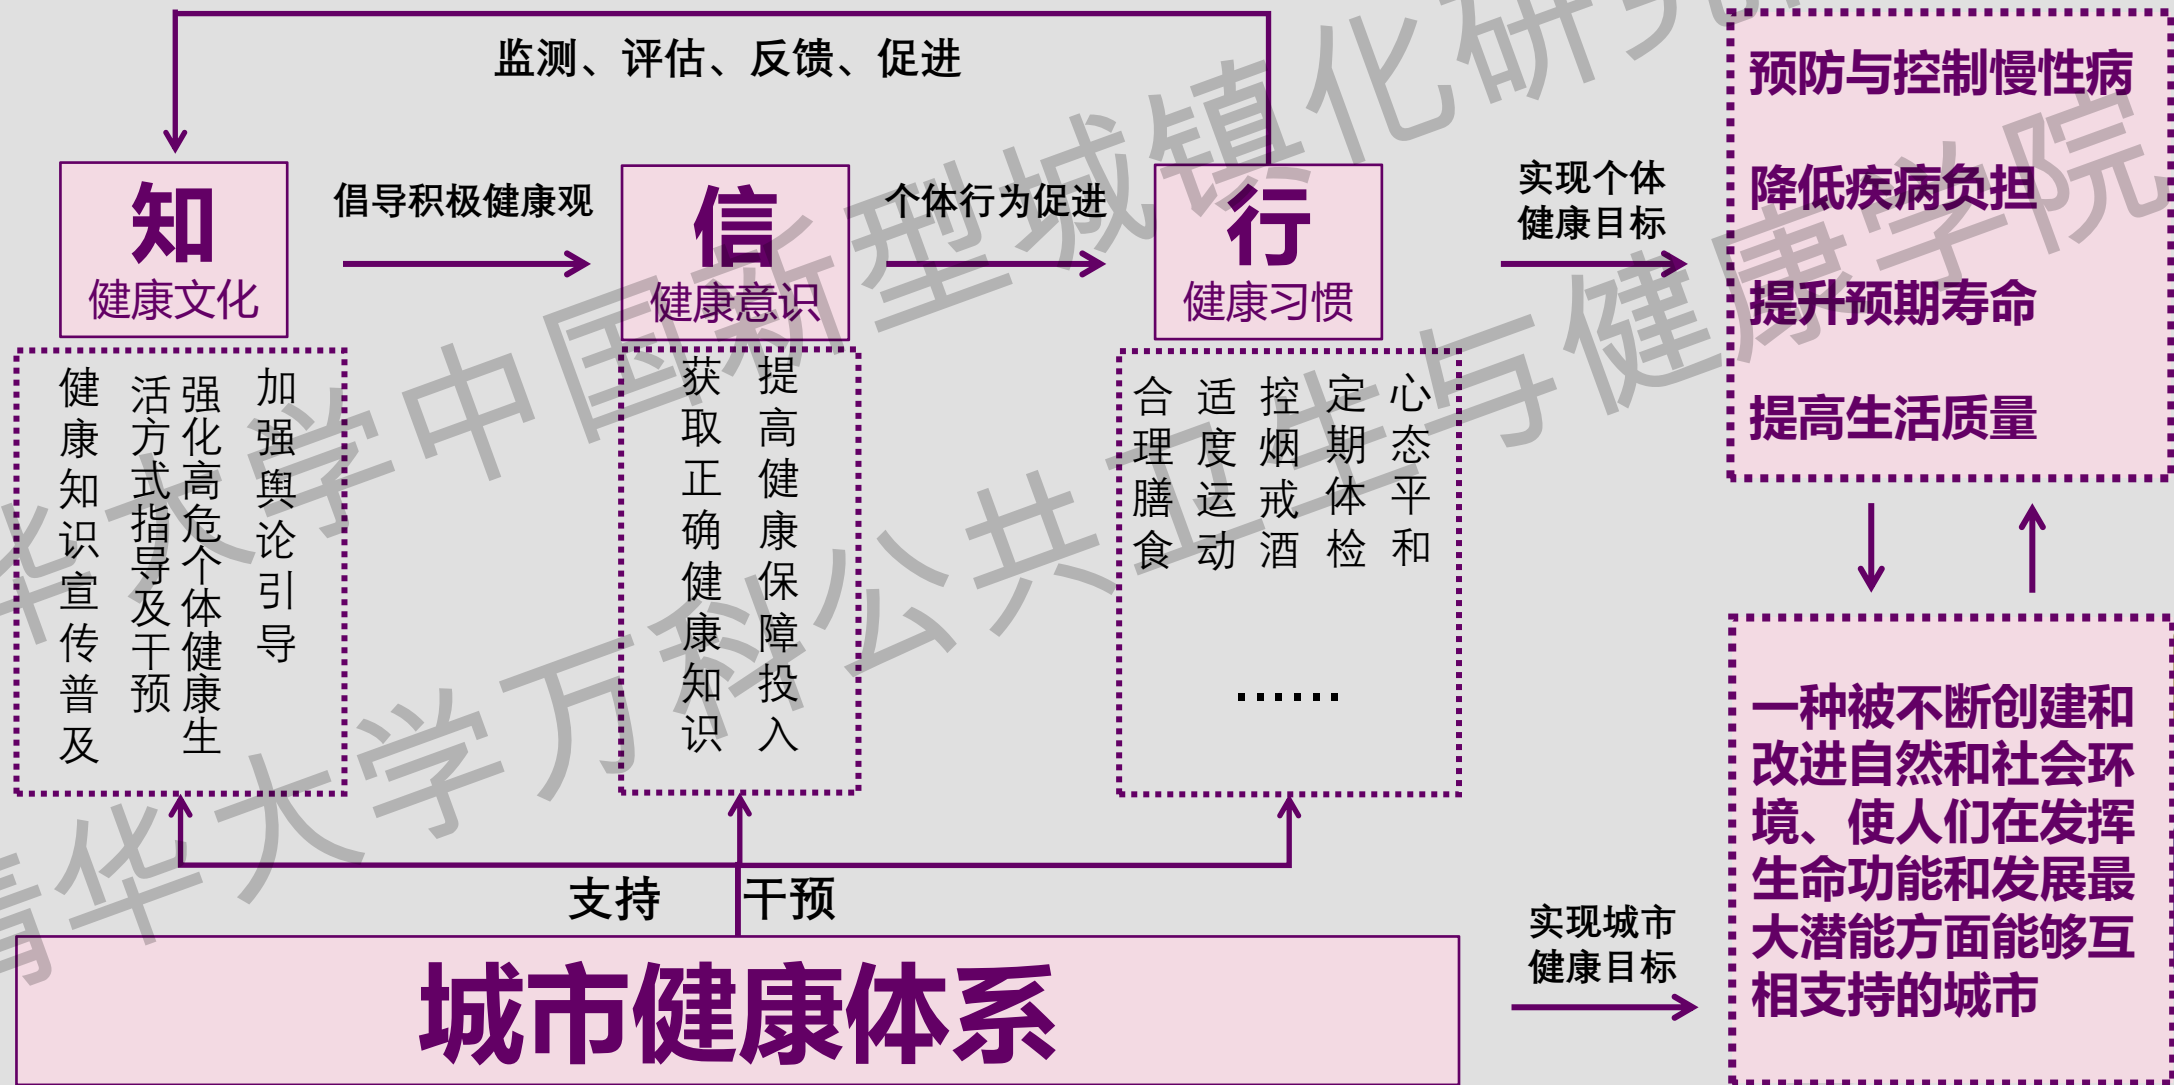 监测、评估、反馈、促进
知
健康文化
倡导积极健康观
信
健康意识
个体行为促进
行
健康习惯
实现个体
健康目标
预防与控制慢性病
降低疾病负担
提升预期寿命
提高生活质量
健康知识宣传普及
强化高危个体健康生
活方式指导及干预
加强舆论引导
获取正确健康知识
提高健康保障投入
合理膳食
适度运动
控烟戒酒
定期体检
心态平和
……
支持 干预
城市健康体系
实现城市
健康目标
一种被不断创建和
改进自然和社会环
境、使人们在发挥
生命功能和发展最
大潜能方面能够互
相支持的城市
华大学中国新型城镇化研究
清华大学万科公共卫生与健康学院